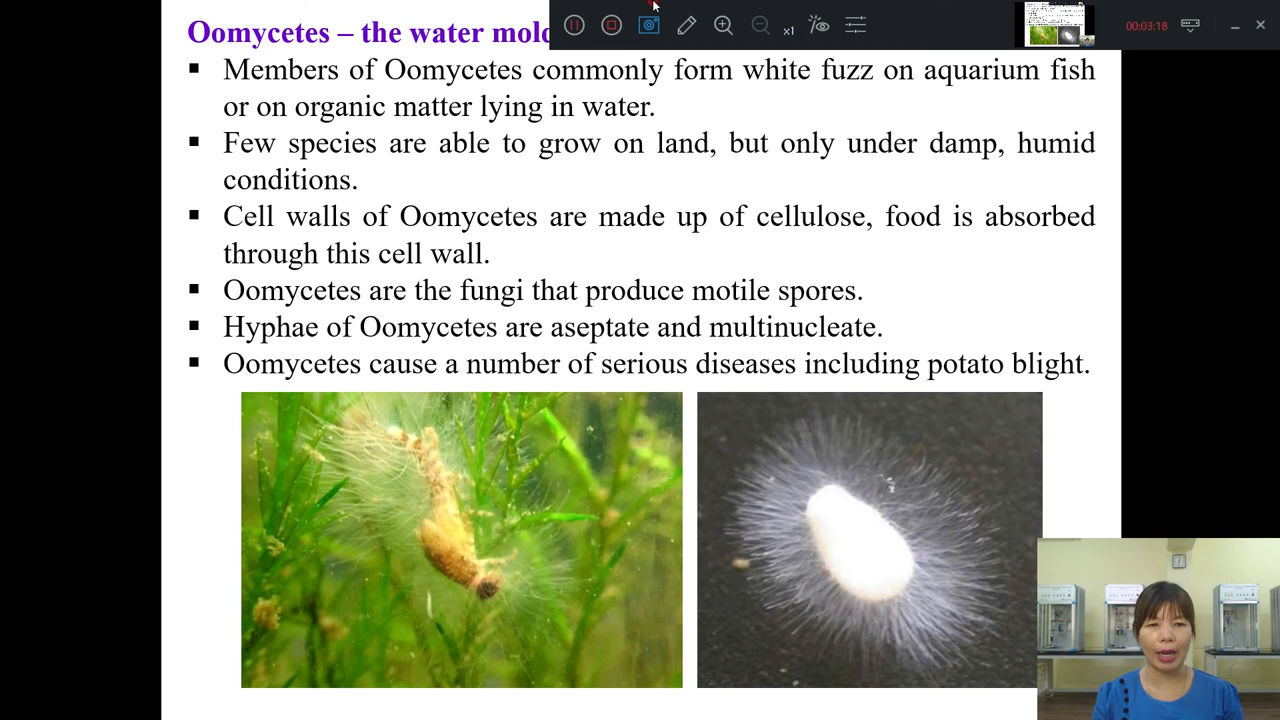 Oomycetes – the water mold
00:03:18
x1
▪ Members of Oomycetes commonly form white fuzz on aquarium fish
or on organic matter lying in water.
▪ Few species are able to grow on land, but only under damp, humid
conditions.
▪ Cell walls of Oomycetes are made up of cellulose, food is absorbed
through this cell wall.
▪ Oomycetes are the fungi that produce motile spores.
▪ Hyphae of Oomycetes are aseptate and multinucleate.
▪ Oomycetes cause a number of serious diseases including potato blight.